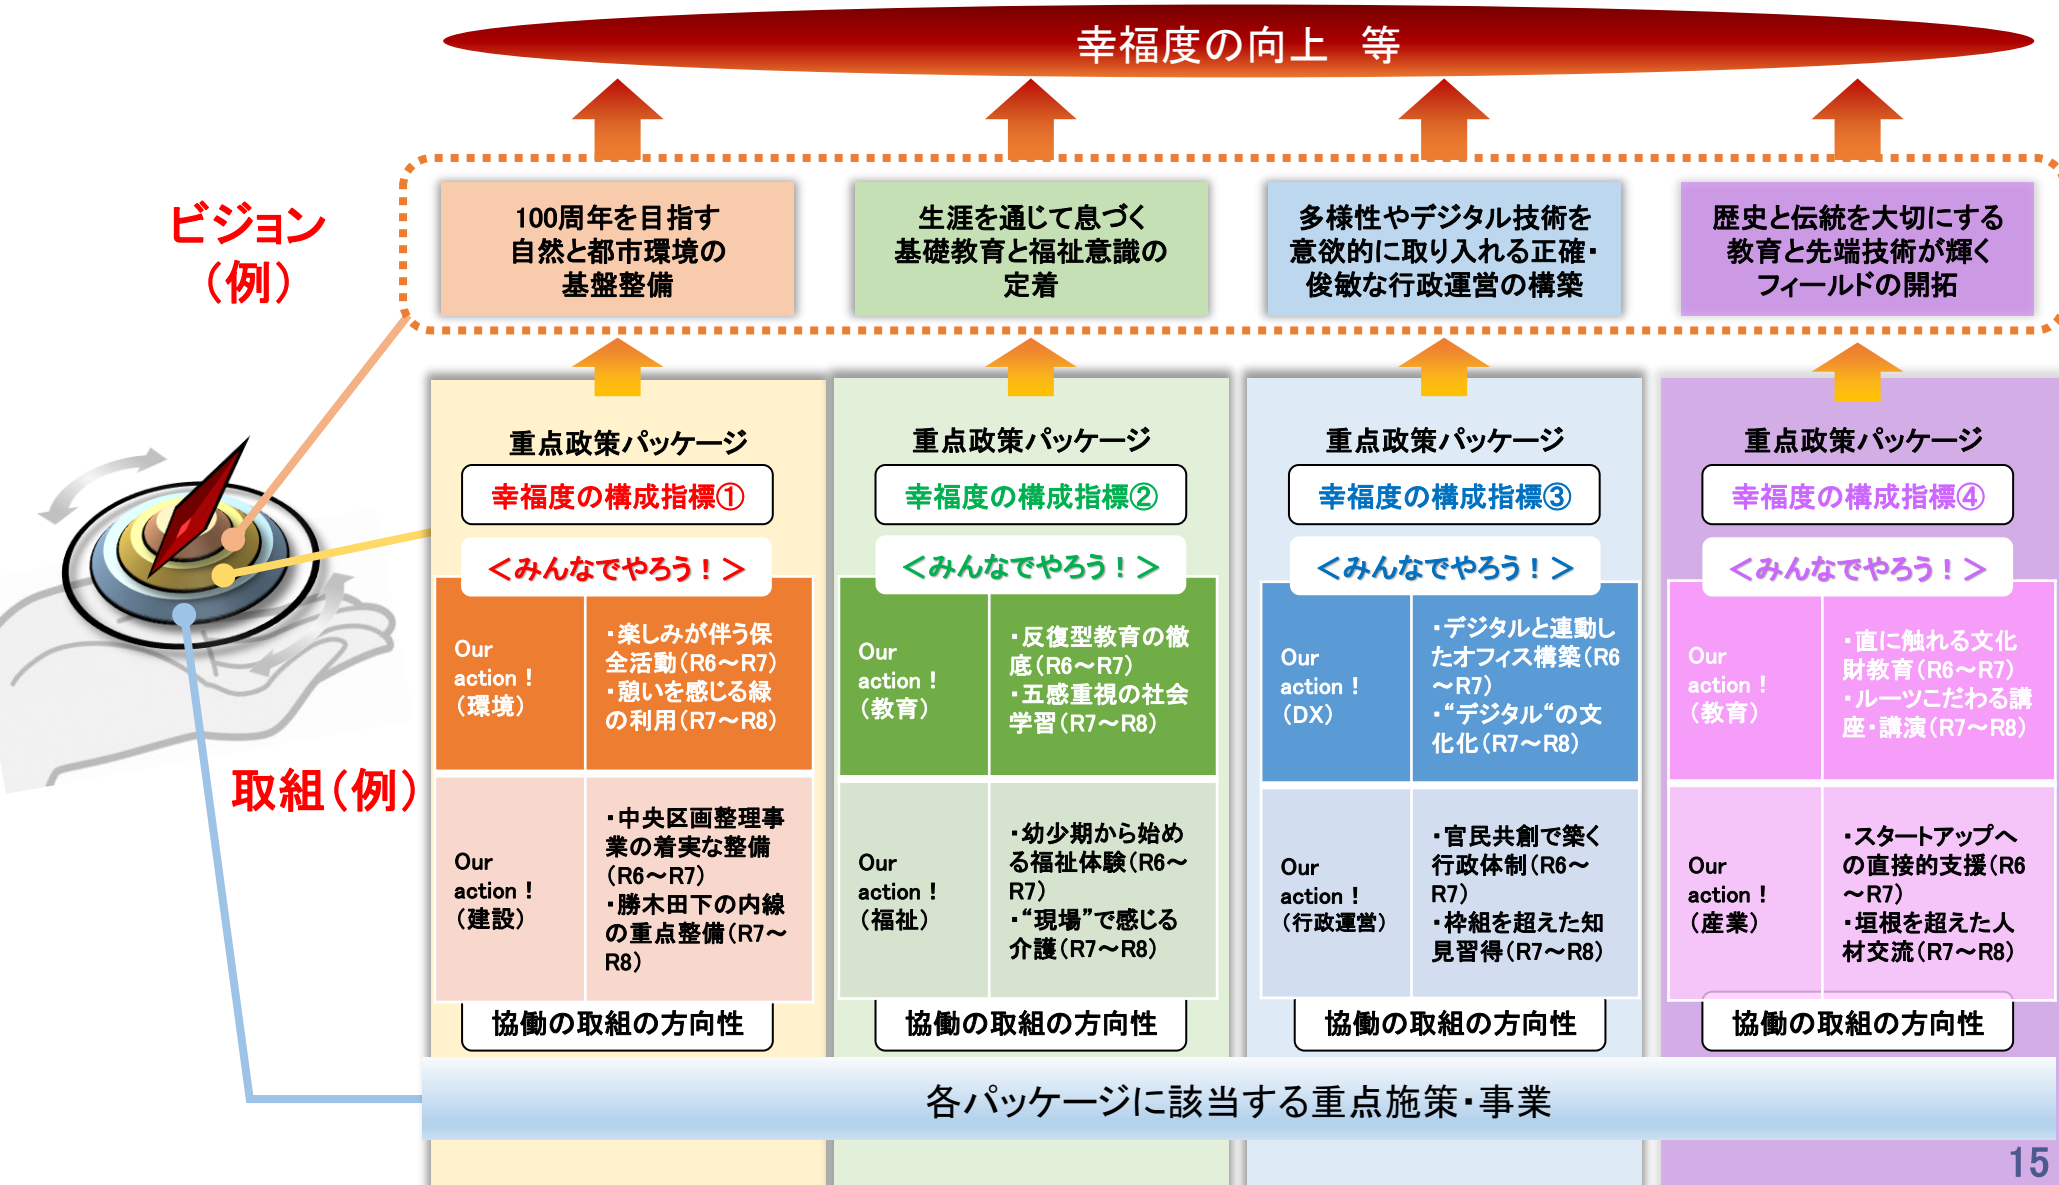 幸福度の向上　等
ビジョン
（例）
100周年を目指す
自然と都市環境の
基盤整備
生涯を通じて息づく
基礎教育と福祉意識の
定着
多様性やデジタル技術を
意欲的に取り入れる正確・
俊敏な行政運営の構築
歴史と伝統を大切にする
教育と先端技術が輝く
フィールドの開拓
取組（例）
重点政策パッケージ
幸福度の構成指標①
＜みんなでやろう！＞
Our
action！
（環境）
・楽しみが伴う保
全活動（R6～R7）
・憩いを感じる緑
の利用（R7～R8）
Our
action！
（建設）
・中央区画整理事
業の着実な整備
（R6～R7）
・勝木田下の内線
の重点整備（R7～
R8）
協働の取組の方向性
重点政策パッケージ
幸福度の構成指標②
＜みんなでやろう！＞
Our
action！
（教育）
・反復型教育の徹
底（R6～R7）
・五感重視の社会
学習（R7～R8）
Our
action！
（福祉）
・幼少期から始め
る福祉体験（R6～
R7）
・“現場”で感じる
介護（R7～R8）
協働の取組の方向性
重点政策パッケージ
幸福度の構成指標③
＜みんなでやろう！＞
Our
action！
（DX）
・デジタルと連動し
たオフィス構築（R6
～R7）
・“デジタル“の文
化化（R7～R8）
Our
action！
（行政運営）
・官民共創で築く
行政体制（R6～
R7）
・枠組を超えた知
見習得（R7～R8）
協働の取組の方向性
重点政策パッケージ
幸福度の構成指標④
＜みんなでやろう！＞
Our
action！
（教育）
・直に触れる文化
財教育（R6～R7）
・ルーツこだわる講
座・講演（R7～R8）
Our
action！
（産業）
・スタートアップへ
の直接的支援（R6
～R7）
・垣根を超えた人
材交流（R7～R8）
協働の取組の方向性
各パッケージに該当する重点施策・事業
15